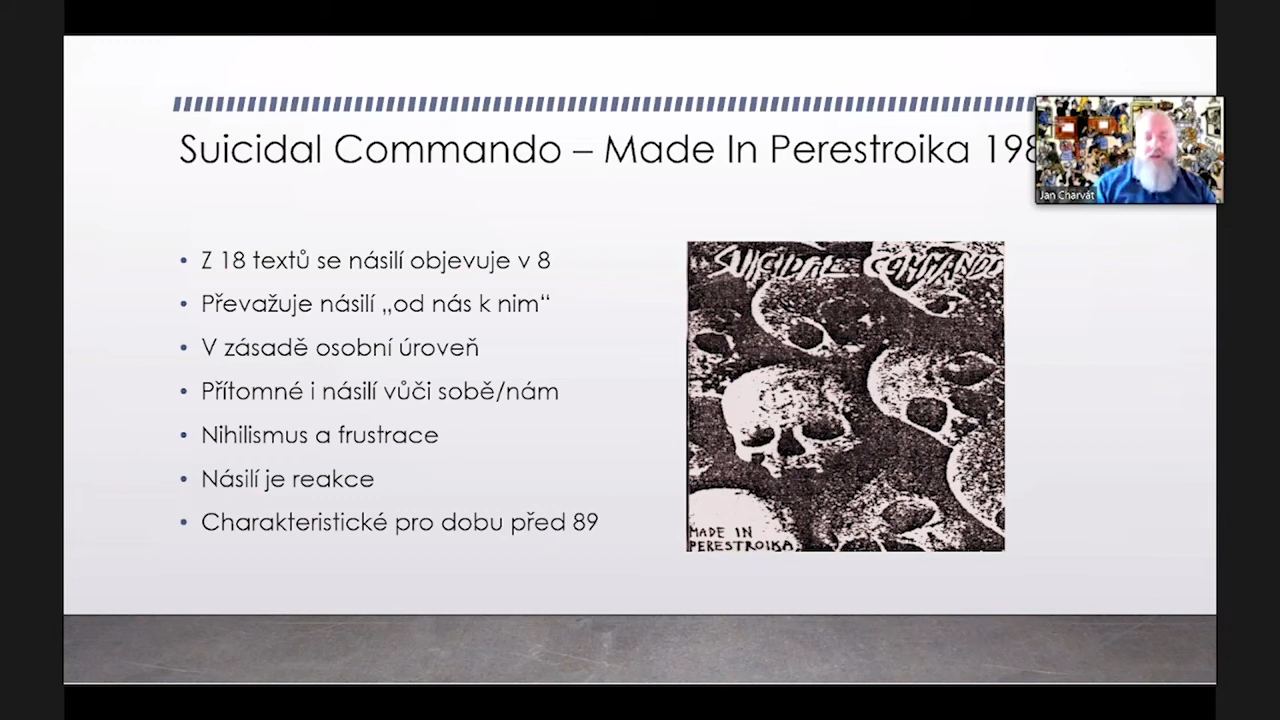 Suicidal Commando – Made In Perestroika 198
Jan Charvát
• Z 18 textů se násilí objevuje v 8
• Převažuje násilí „od nás k nim“
• V zásadě osobní úroveň
• Přítomné i násilí vůči sobě/nám
• Nihilismus a frustrace
• Násilí je reakce
• Charakteristické pro dobu před 89
SUICIDAL COMMANDO
MADE IN
PERESTROIKA